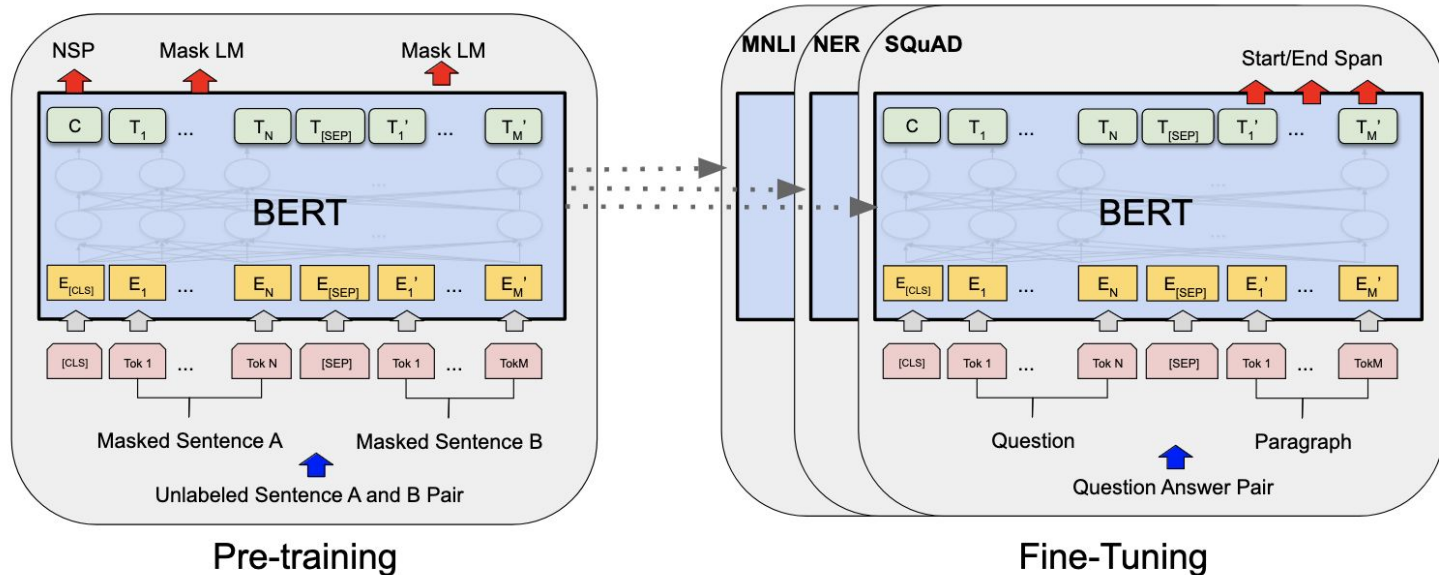 NSP Mask LM Mask LM
C T1 ... TN T[SEP] T1' ... TM'
...
BERT
...
E[CLS] E1 ... EN E[SEP] E1' ... EM'
[CLS] Tok 1 ... Tok N [SEP] Tok 1 ... TokM
Masked Sentence A Masked Sentence B
Unlabeled Sentence A and B Pair
Pre-training
MNLI NER SQuAD
Start/End Span
C T1 ... TN T[SEP] T1' ... TM'
...
BERT
...
E[CLS] E1 ... EN E[SEP] E1' ... EM'
[CLS] Tok 1 ... Tok N [SEP] Tok 1 ... TokM
Question Paragraph
Question Answer Pair
Fine-Tuning